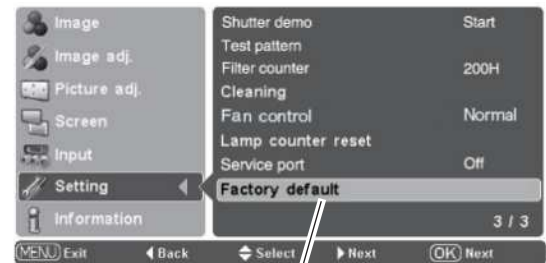 Image
Image adj.
Picture adj.
Screen
Input
Setting
Information
Shutter demo Start
Test pattern
Filter counter 200H
Cleaning
Fan control Normal
Lamp counter reset
Service port Off
Factory default
3 / 3
MENU Exit Back Select Next OK Next